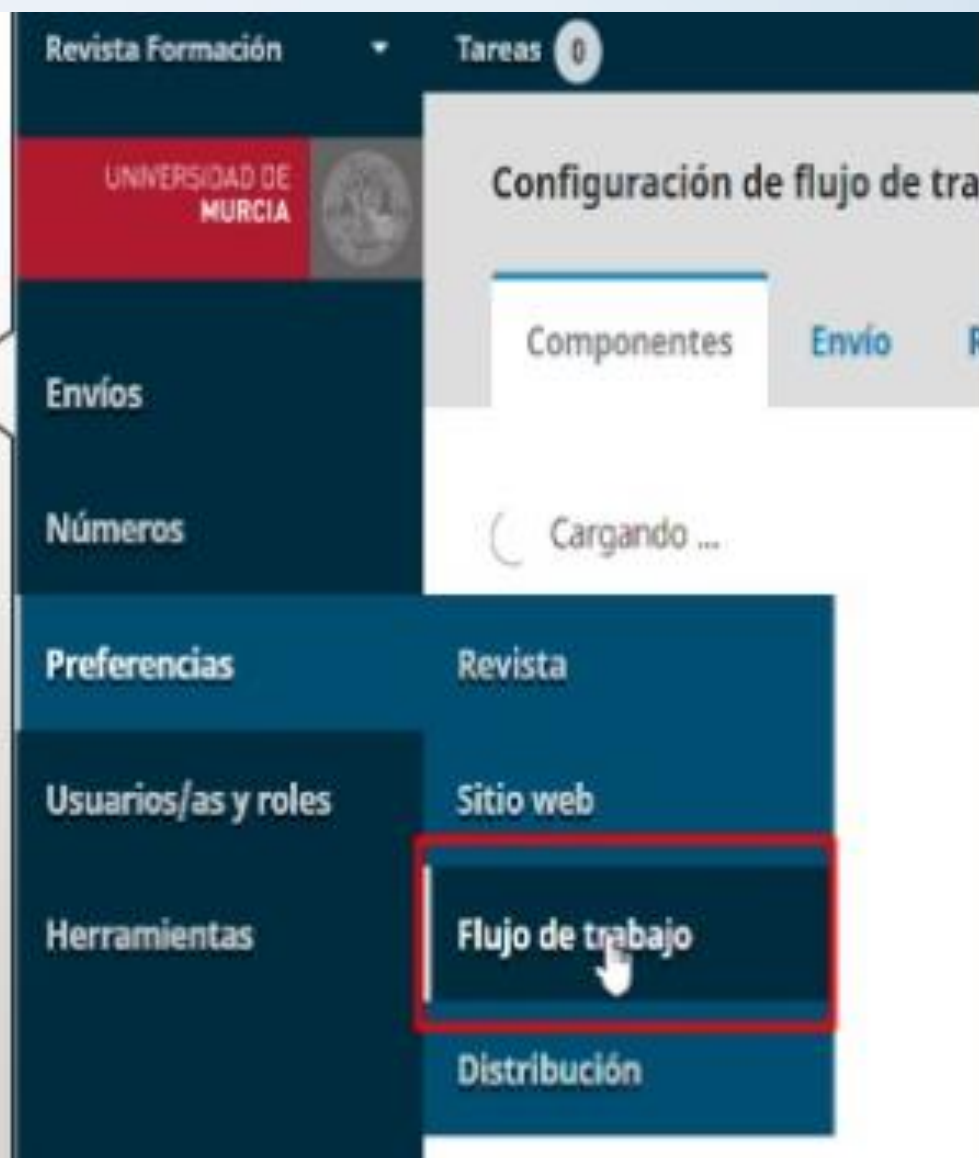 Revista Formación
Tareas 0
UNIVERSIDAD DE
MURCIA
Configuración de flujo de tra
Componentes
Envío
R
Envíos
Números
Cargando ...
Preferencias
Revista
Usuarios/as y roles
Sitio web
Herramientas
Flujo de trabajo
Distribución